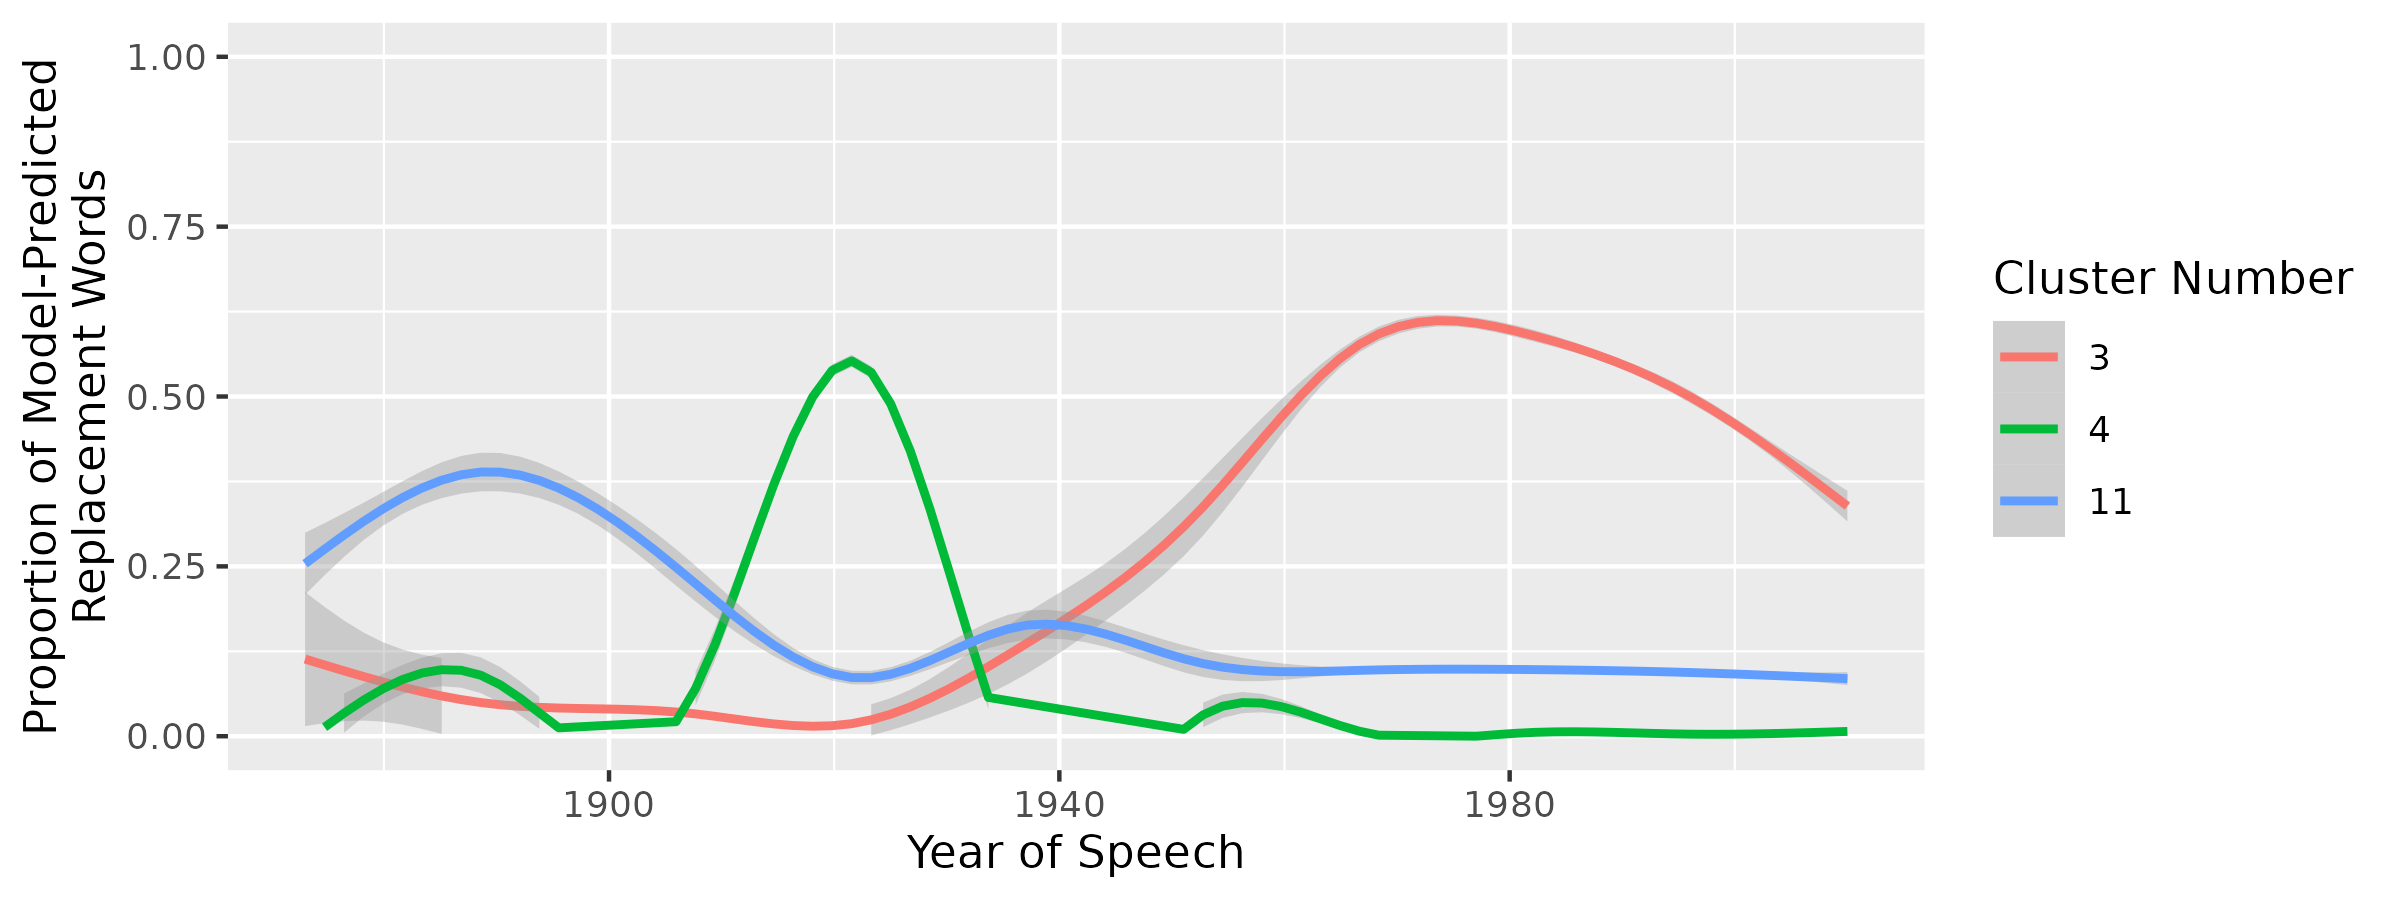 Proportion of Model-Predicted
Replacement Words
1.00
0.75
0.50
0.25
0.00
1900
1940
1980
Year of Speech
Cluster Number
3
4
11